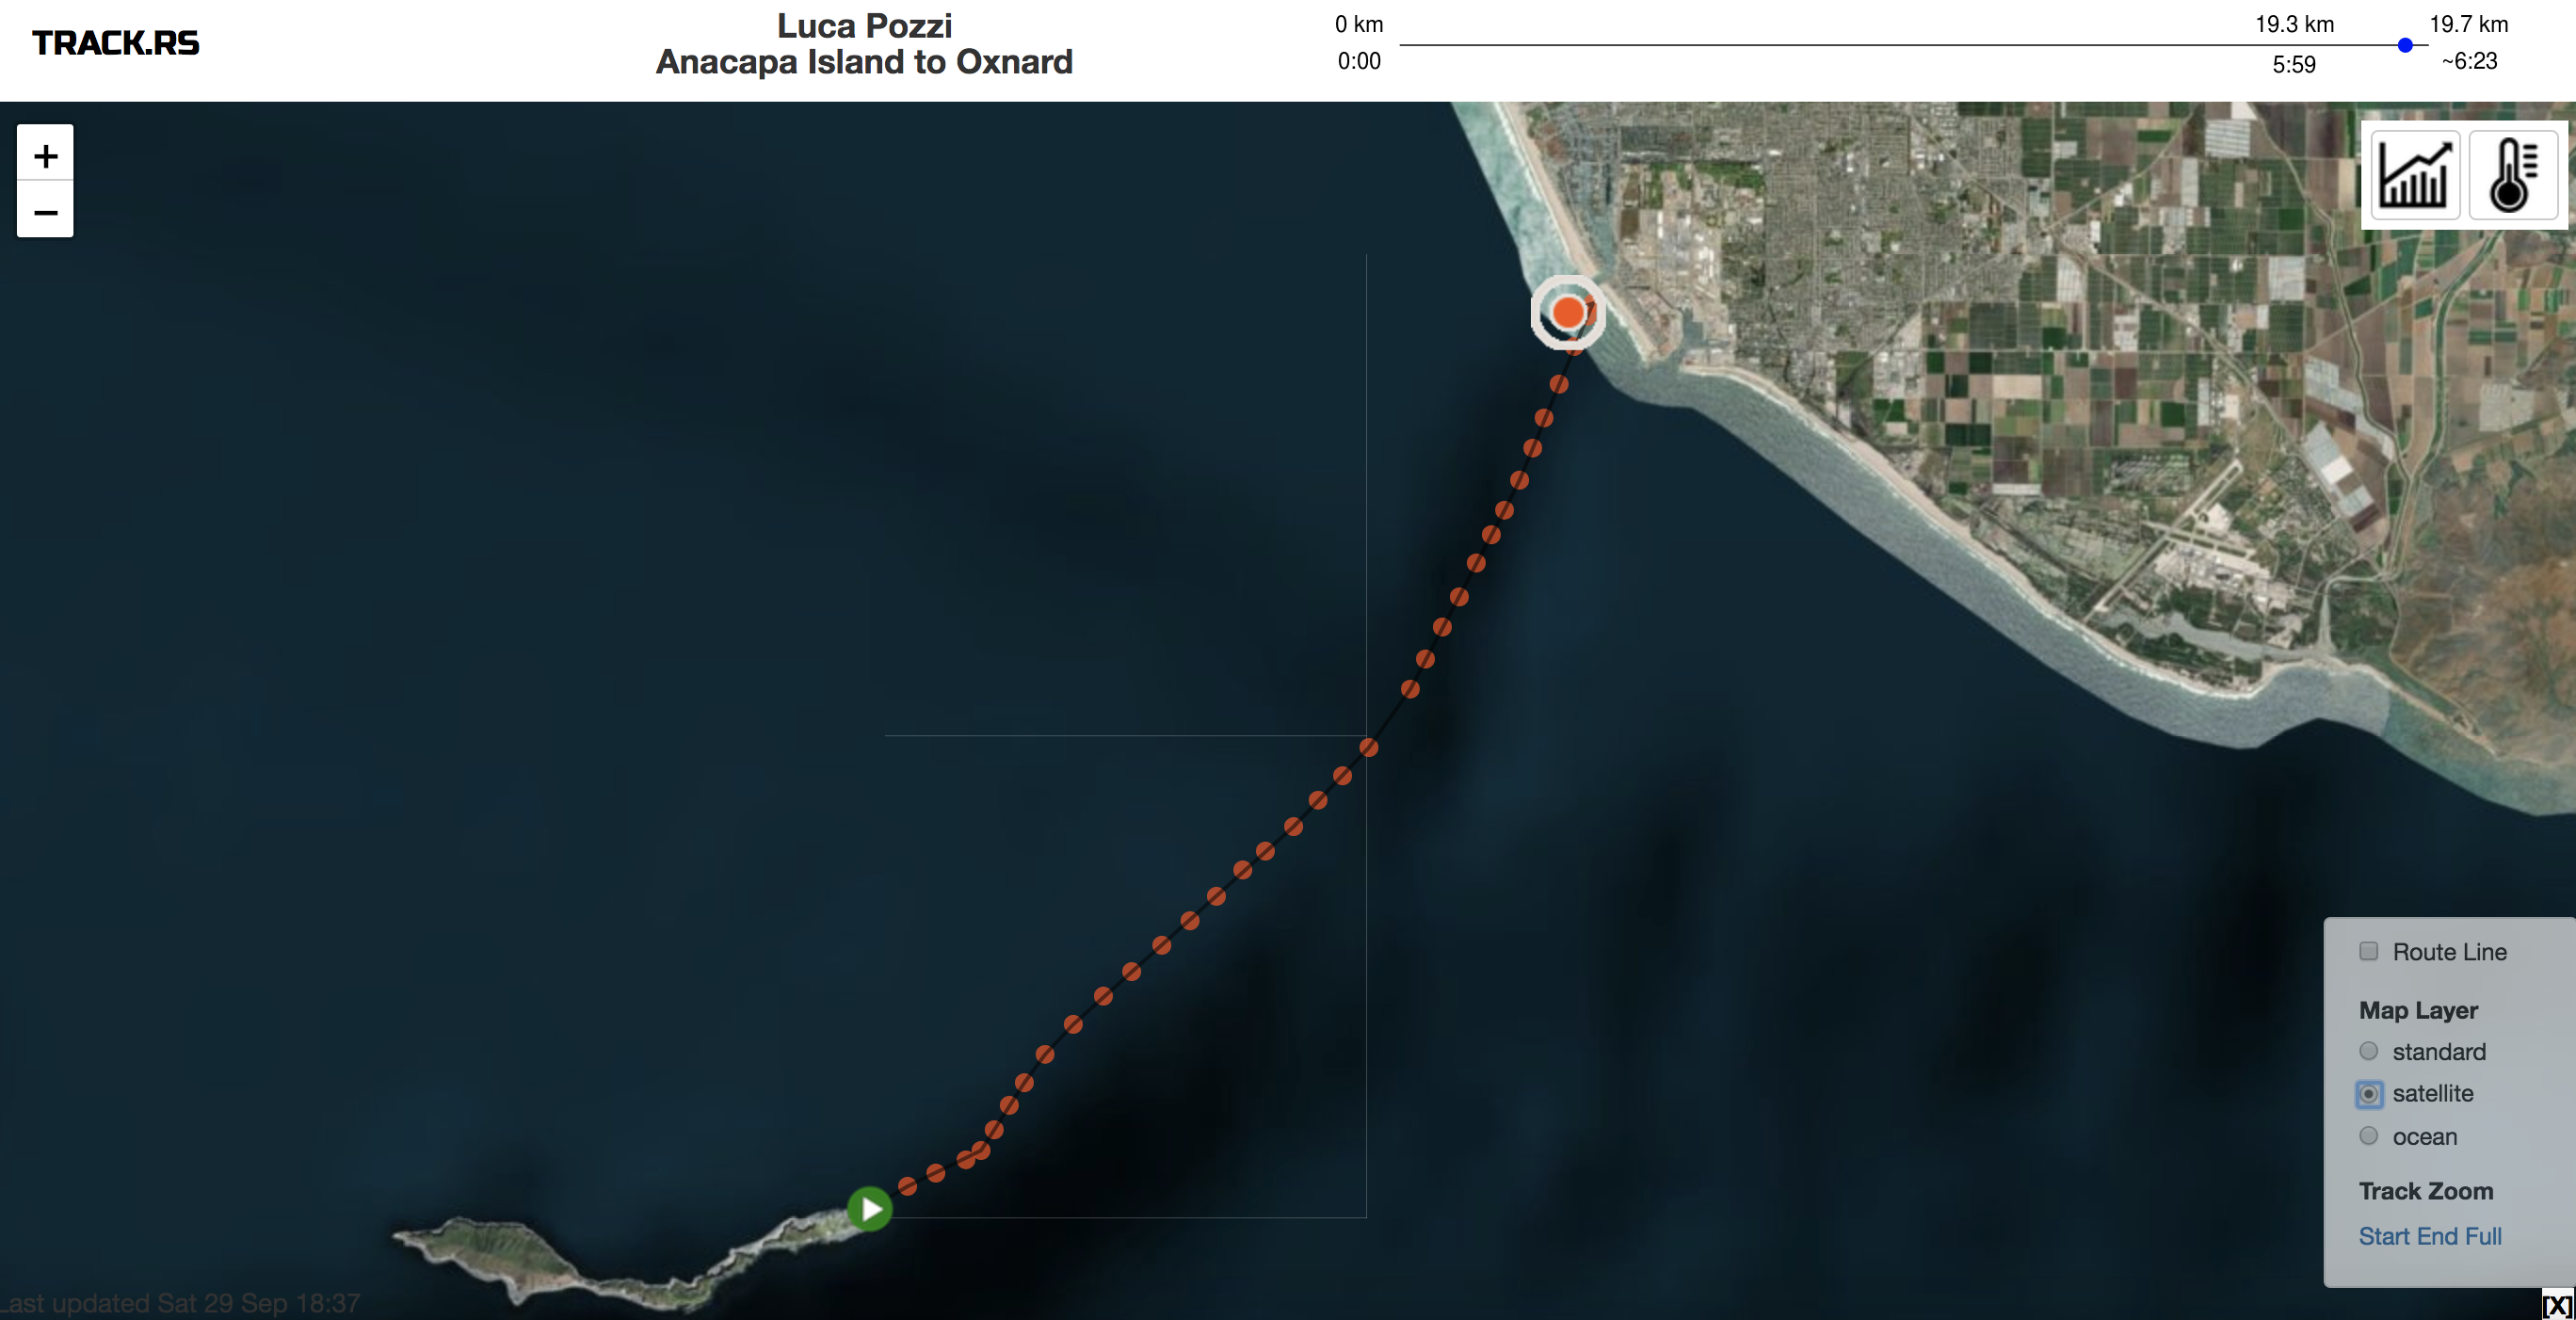 TRACK.RS
Luca Pozzi
Anacapa Island to Oxnard
0 km
0:00
19.3 km
5:59
19.7 km
~6:23
+
−
Route Line
Map Layer
standard
satellite
ocean
Track Zoom
Start End Full
Last updated Sat 29 Sep 18:37
[X]